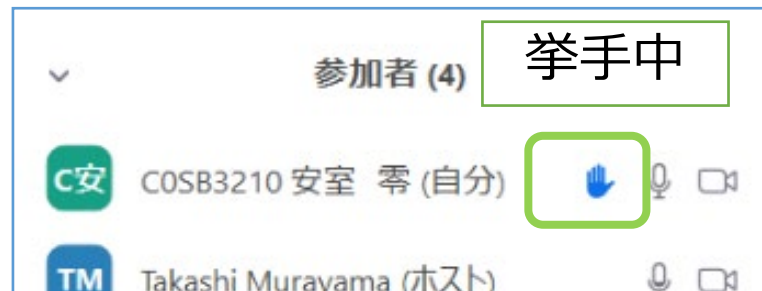 参加者 (4)
挙手中
C安
C0SB3210 安室 零 (自分)
TM
Takashi Murayama (ホスト)